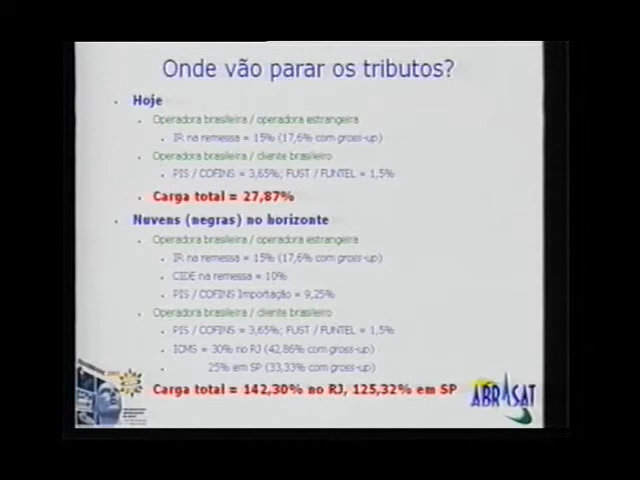 Onde vão parar os tributos?
Hoje
Operadora brasileira / operadora estrangeira
IR na remessa = 15% (17,6% com gross-up)
Operadora brasileira / cliente brasileiro
PIS / COFINS = 3,65%; FUST / FUNTEL = 1,5%
Carga total = 27,87%
Nuvens (negras) no horizonte
Operadora brasileira / operadora estrangeira
IR na remessa = 15% (17,6% com gross-up)
CIDE na remessa = 10%
PIS / COFINS Importação = 9,25%
Operadora brasileira / cliente brasileiro
PIS / COFINS = 3,65%; FUST / FUNTEL = 1,5%
ICMS = 30% no RJ (42,86% com gross-up)
25% em SP (33,33% com gross-up)
Carga total = 142,30% no RJ, 125,32% em SP
ABRASAT